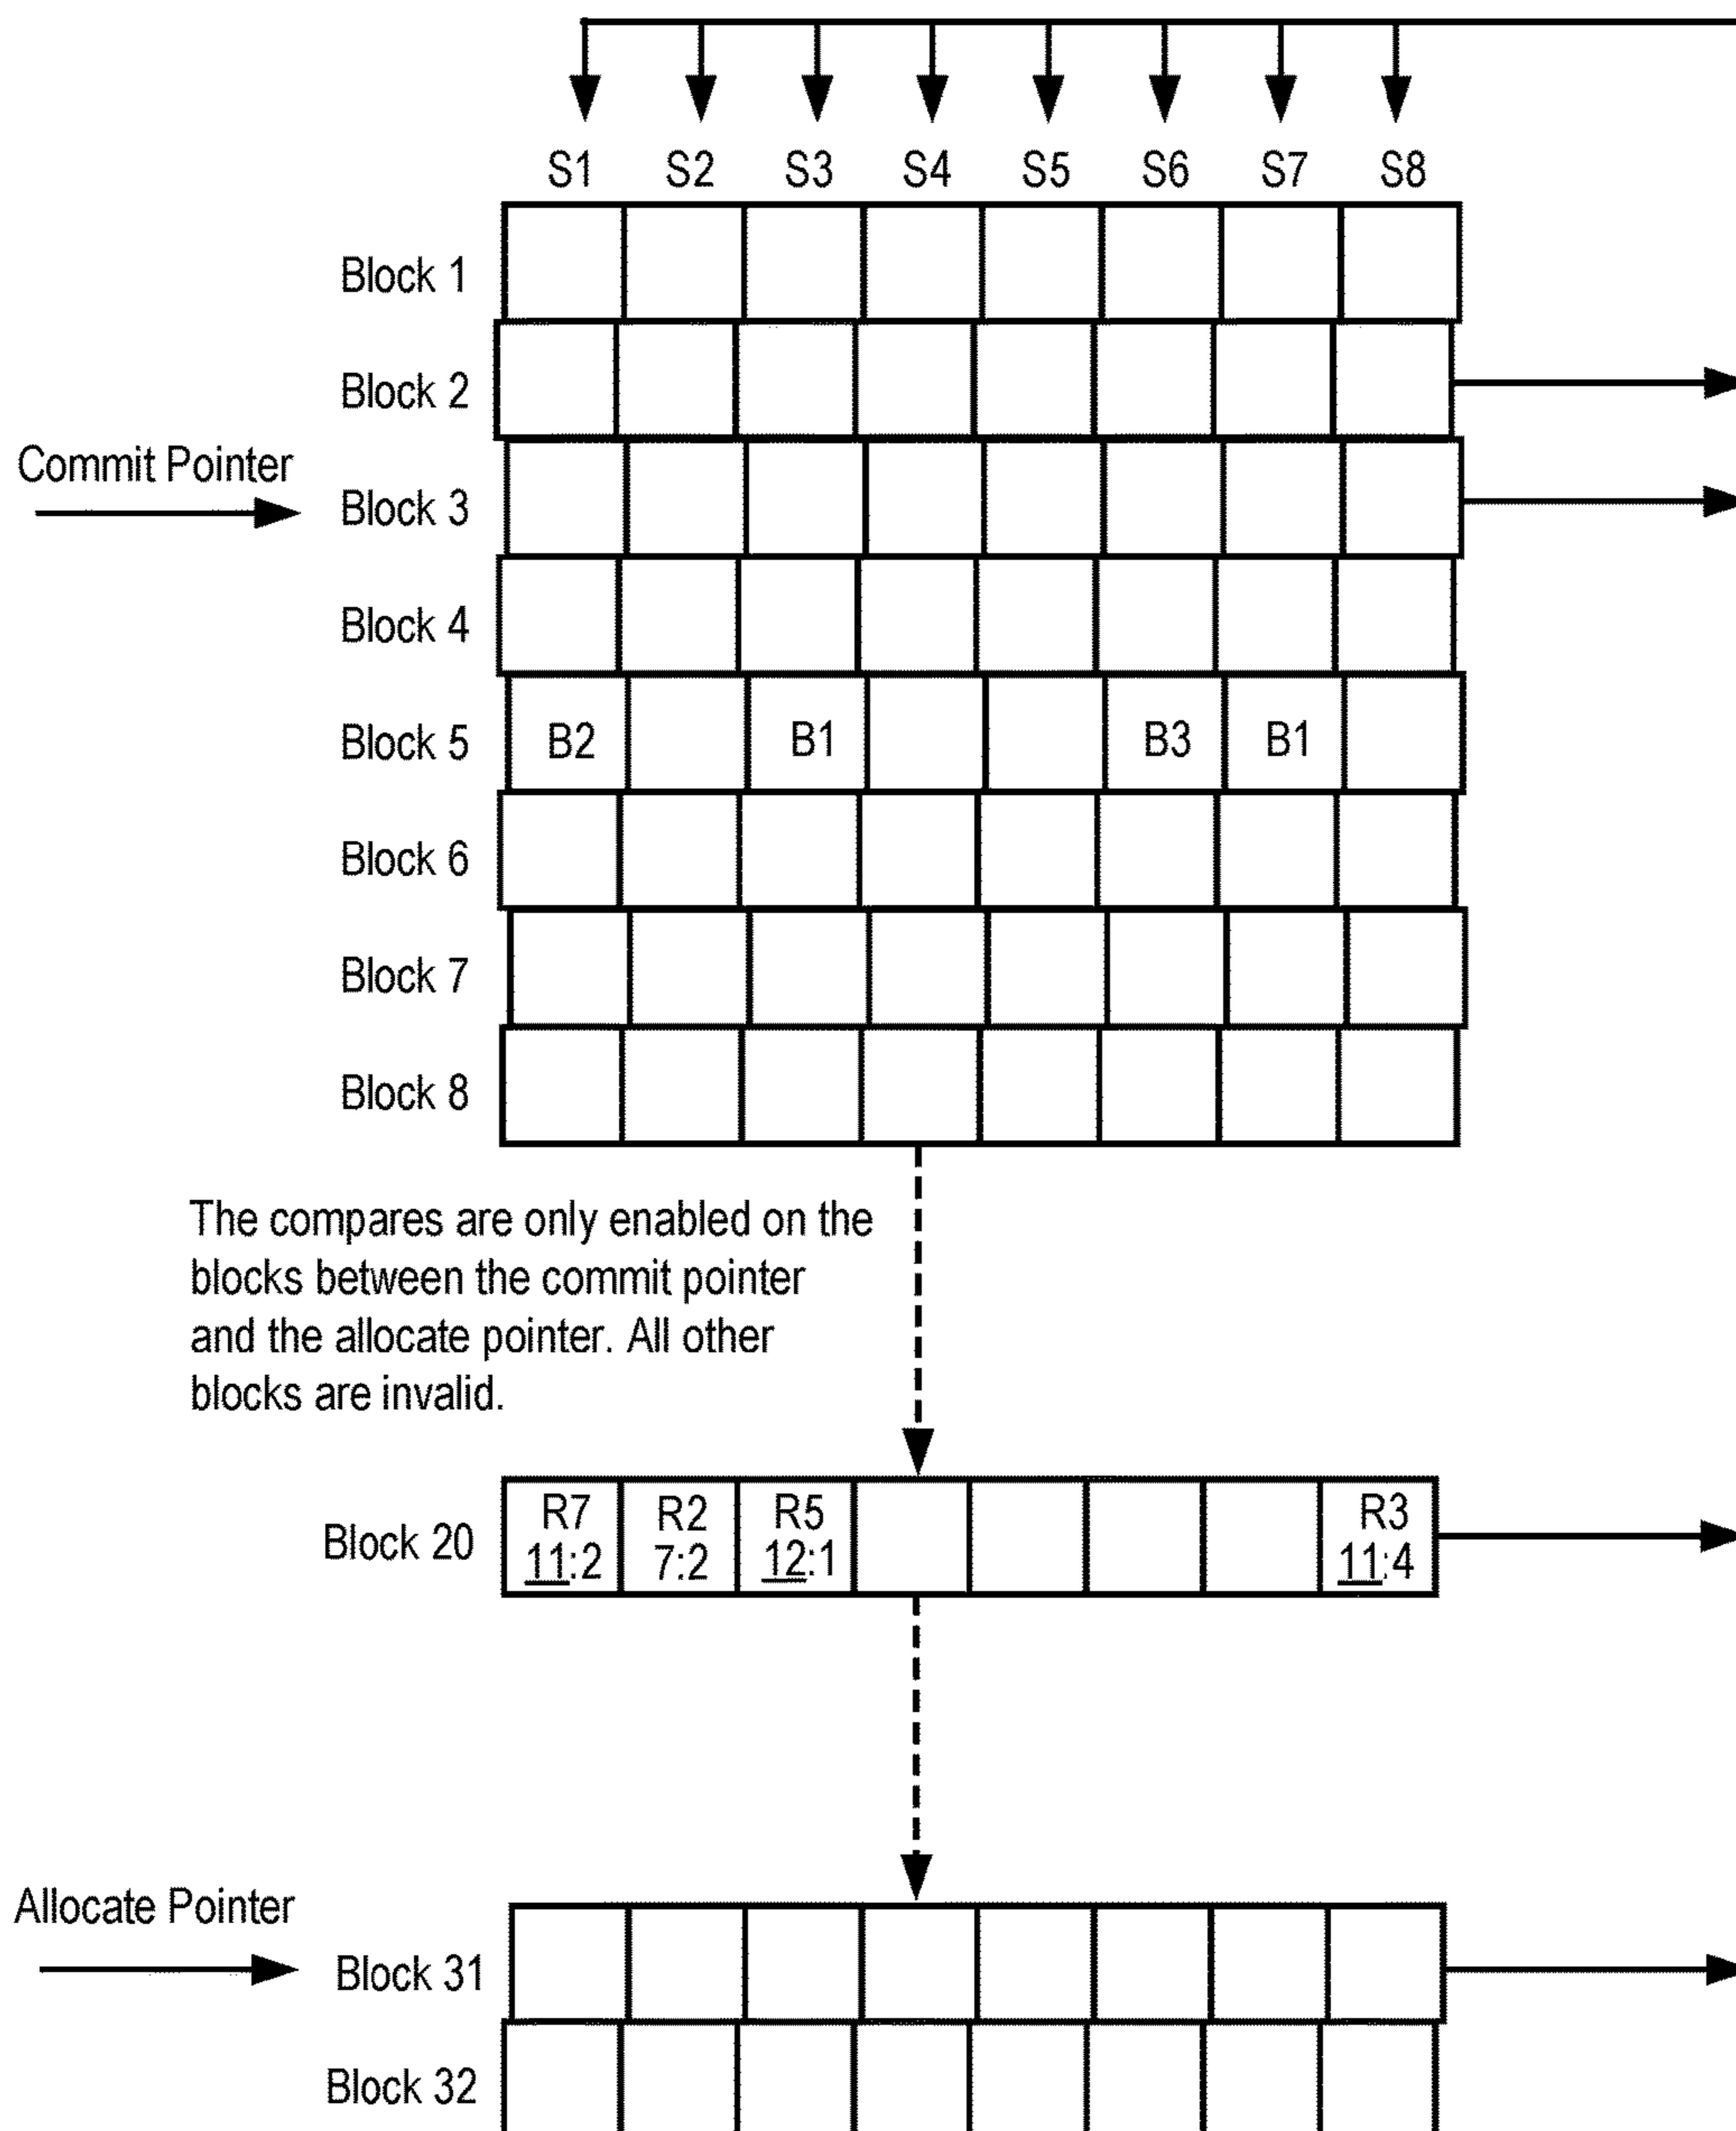 S1 S2 S3 S4 S5 S6 S7 S8
Block 1
Block 2
Commit Pointer
Block 3
Block 4
Block 5 B2 B1 B3 B1
Block 6
Block 7
Block 8
The compares are only enabled on the
blocks between the commit pointer
and the allocate pointer. All other
blocks are invalid.
R7 R2 R5 R3
Block 20
11:2 7:2 12:1 11:4
Allocate Pointer
Block 31
Block 32